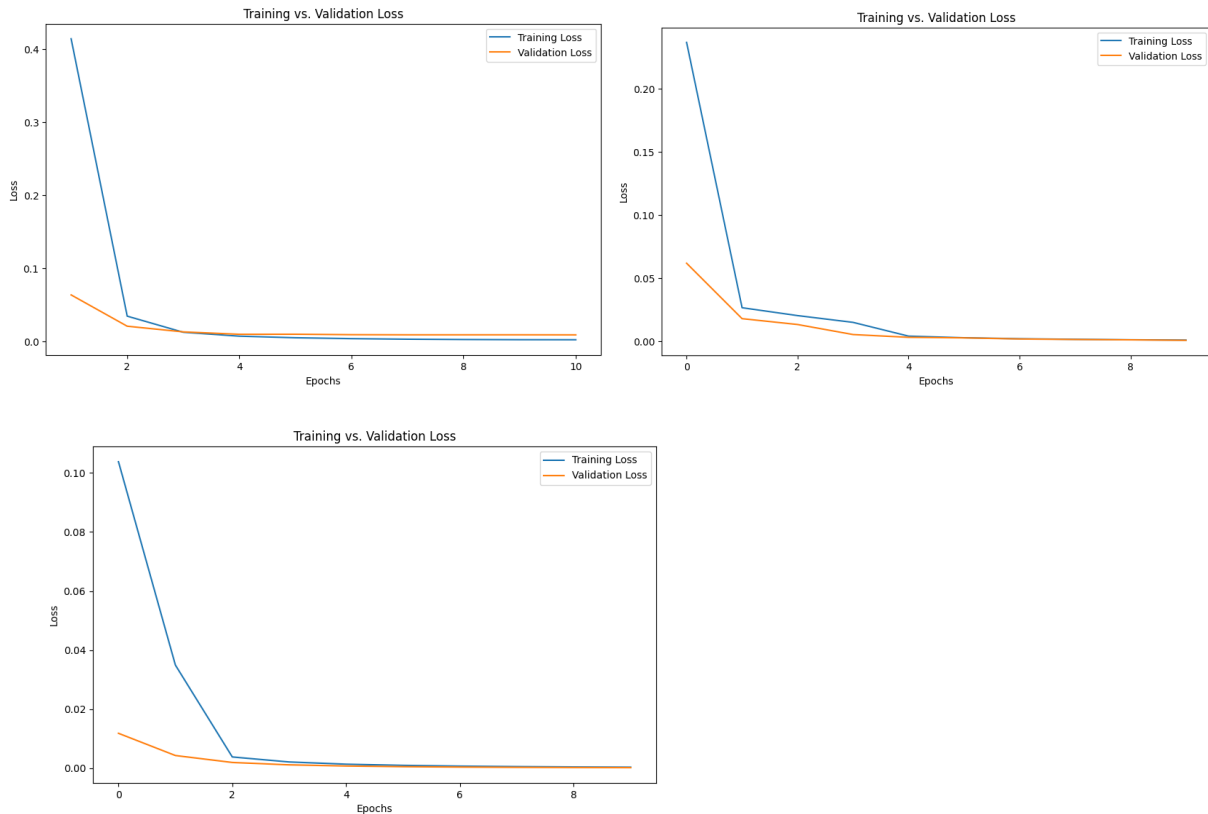 Training vs. Validation Loss
Training Loss
Validation Loss
0.4
0.3
0.2
0.1
0.0
Loss
2
4
6
8
10
Epochs
Training vs. Validation Loss
Training Loss
Validation Loss
0.20
0.15
0.10
0.05
0.00
Loss
0
2
4
6
8
Epochs
Training vs. Validation Loss
Training Loss
Validation Loss
0.10
0.08
0.06
0.04
0.02
0.00
Loss
0
2
4
6
8
Epochs